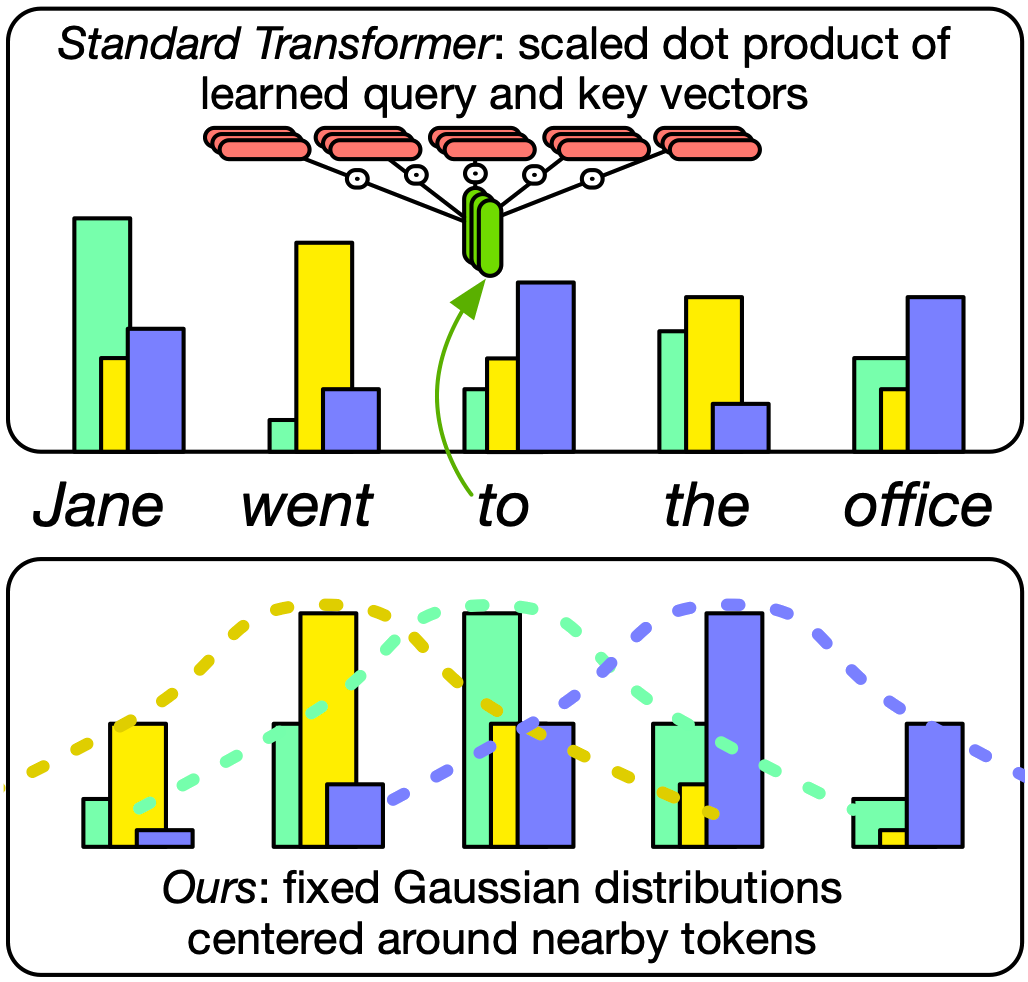 Standard Transformer: scaled dot product of
learned query and key vectors
Jane went to the office
Ours: fixed Gaussian distributions
centered around nearby tokens